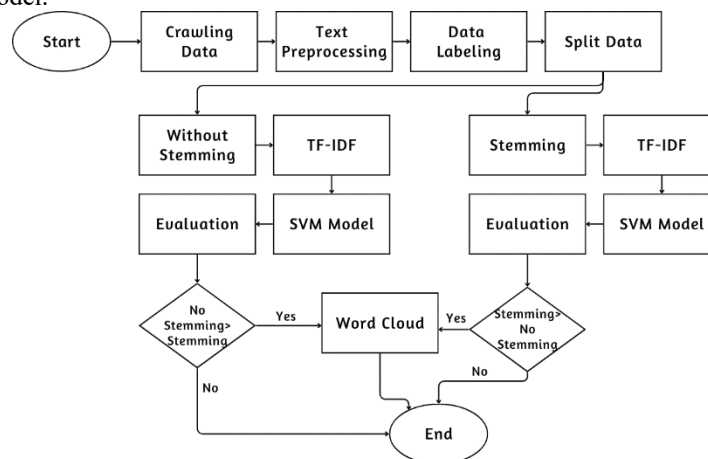 Start
Crawling
Data
Text
Preprocessing
Data
Labeling
Split Data
Without
Stemming
TF-IDF
Stemming
TF-IDF
Evaluation
SVM Model
Evaluation
SVM Model
No
Stemming>
Stemming
Yes
Word Cloud
Yes
Stemming>
No
Stemming
No
No
End